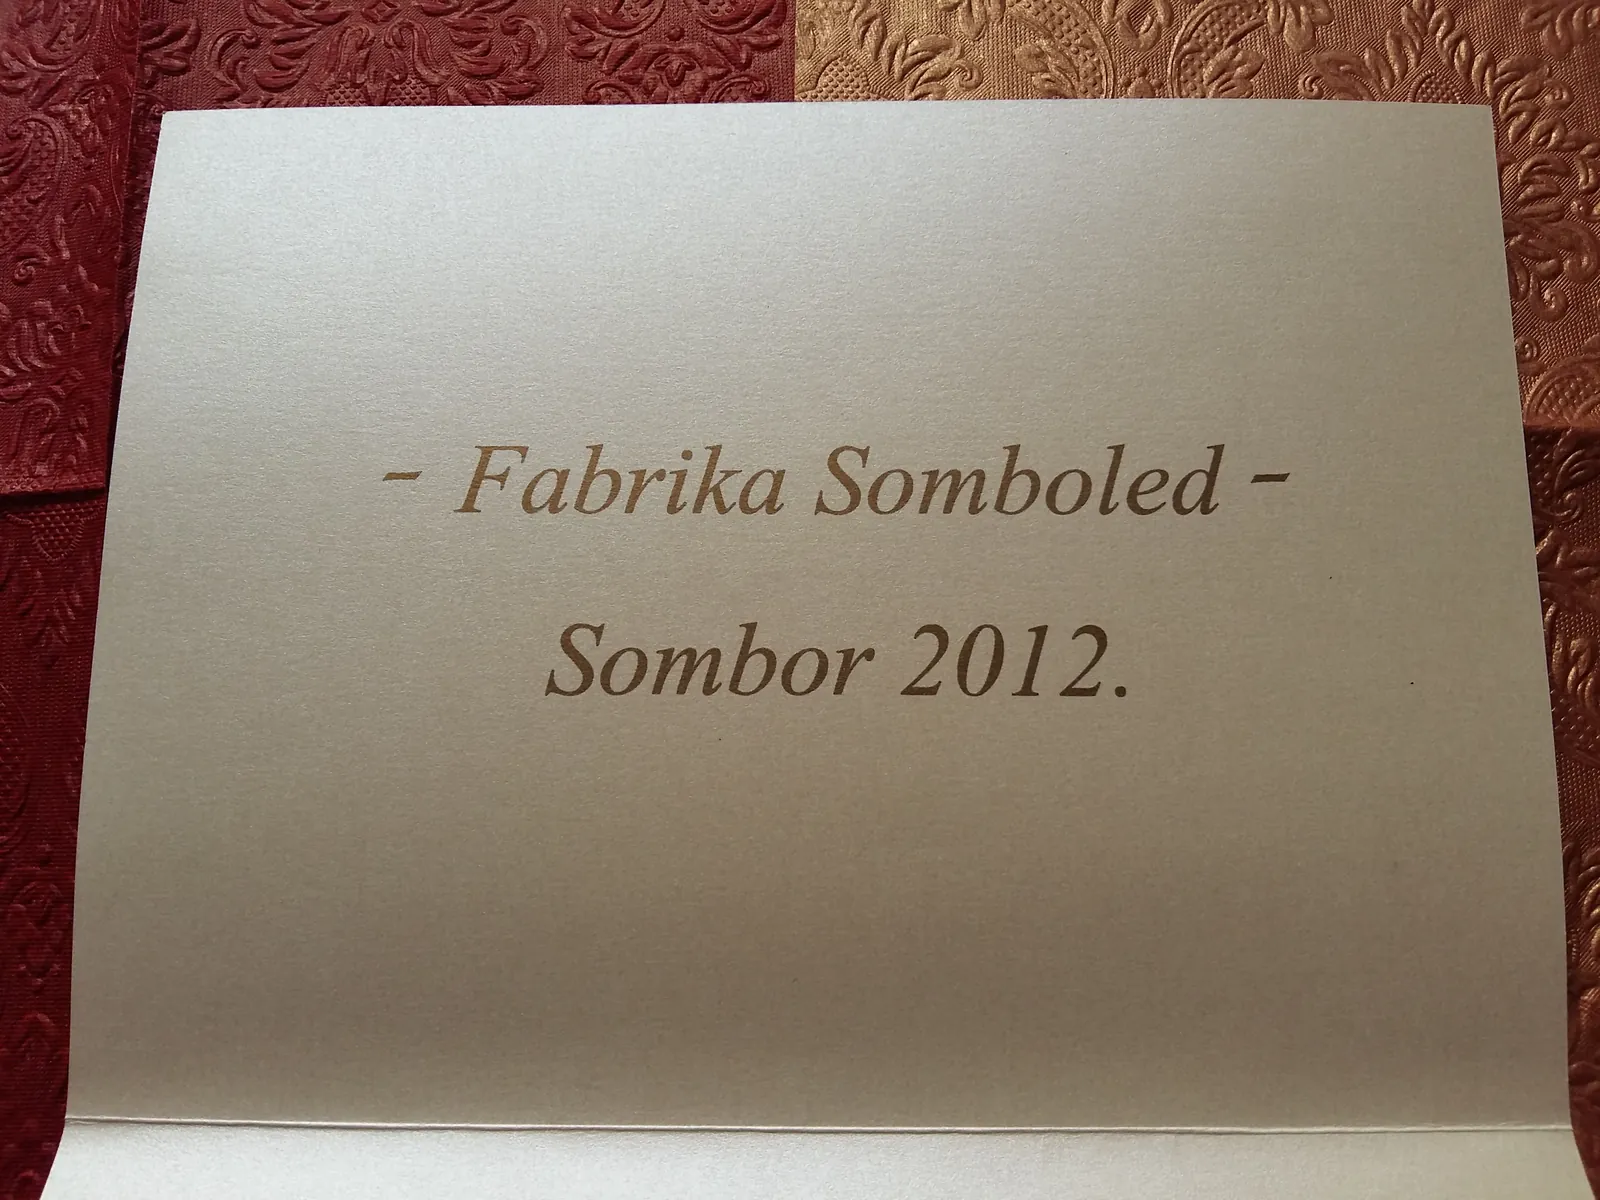 - Fabrika Somboled -
Sombor 2012.